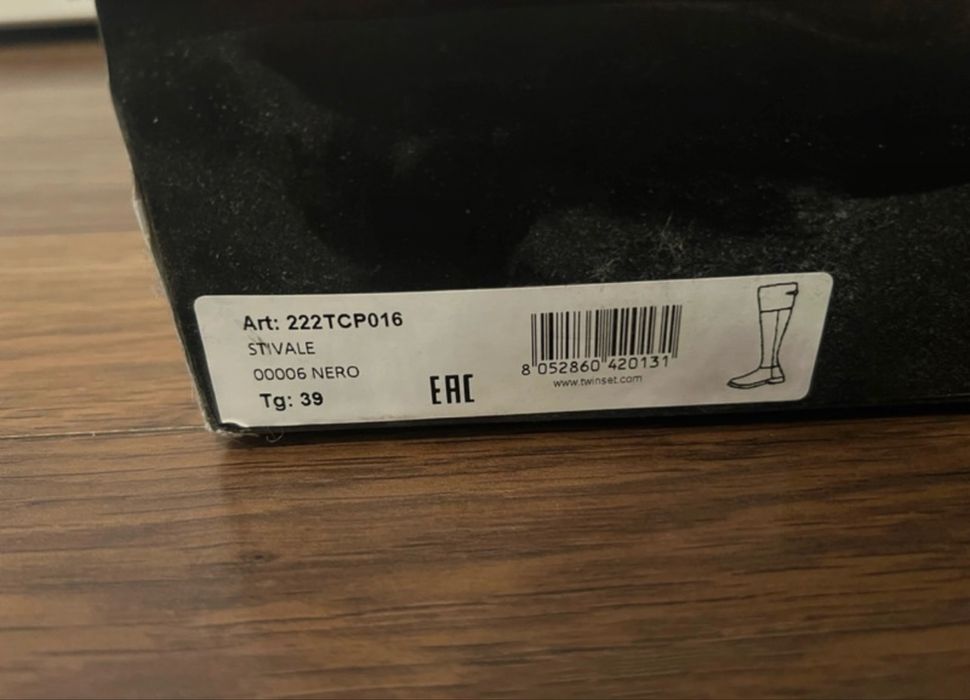 Art: 222TCP016
STIVALE
00006 NERO
Tg: 39
EAC
8 052860 420131
www.twinset.com